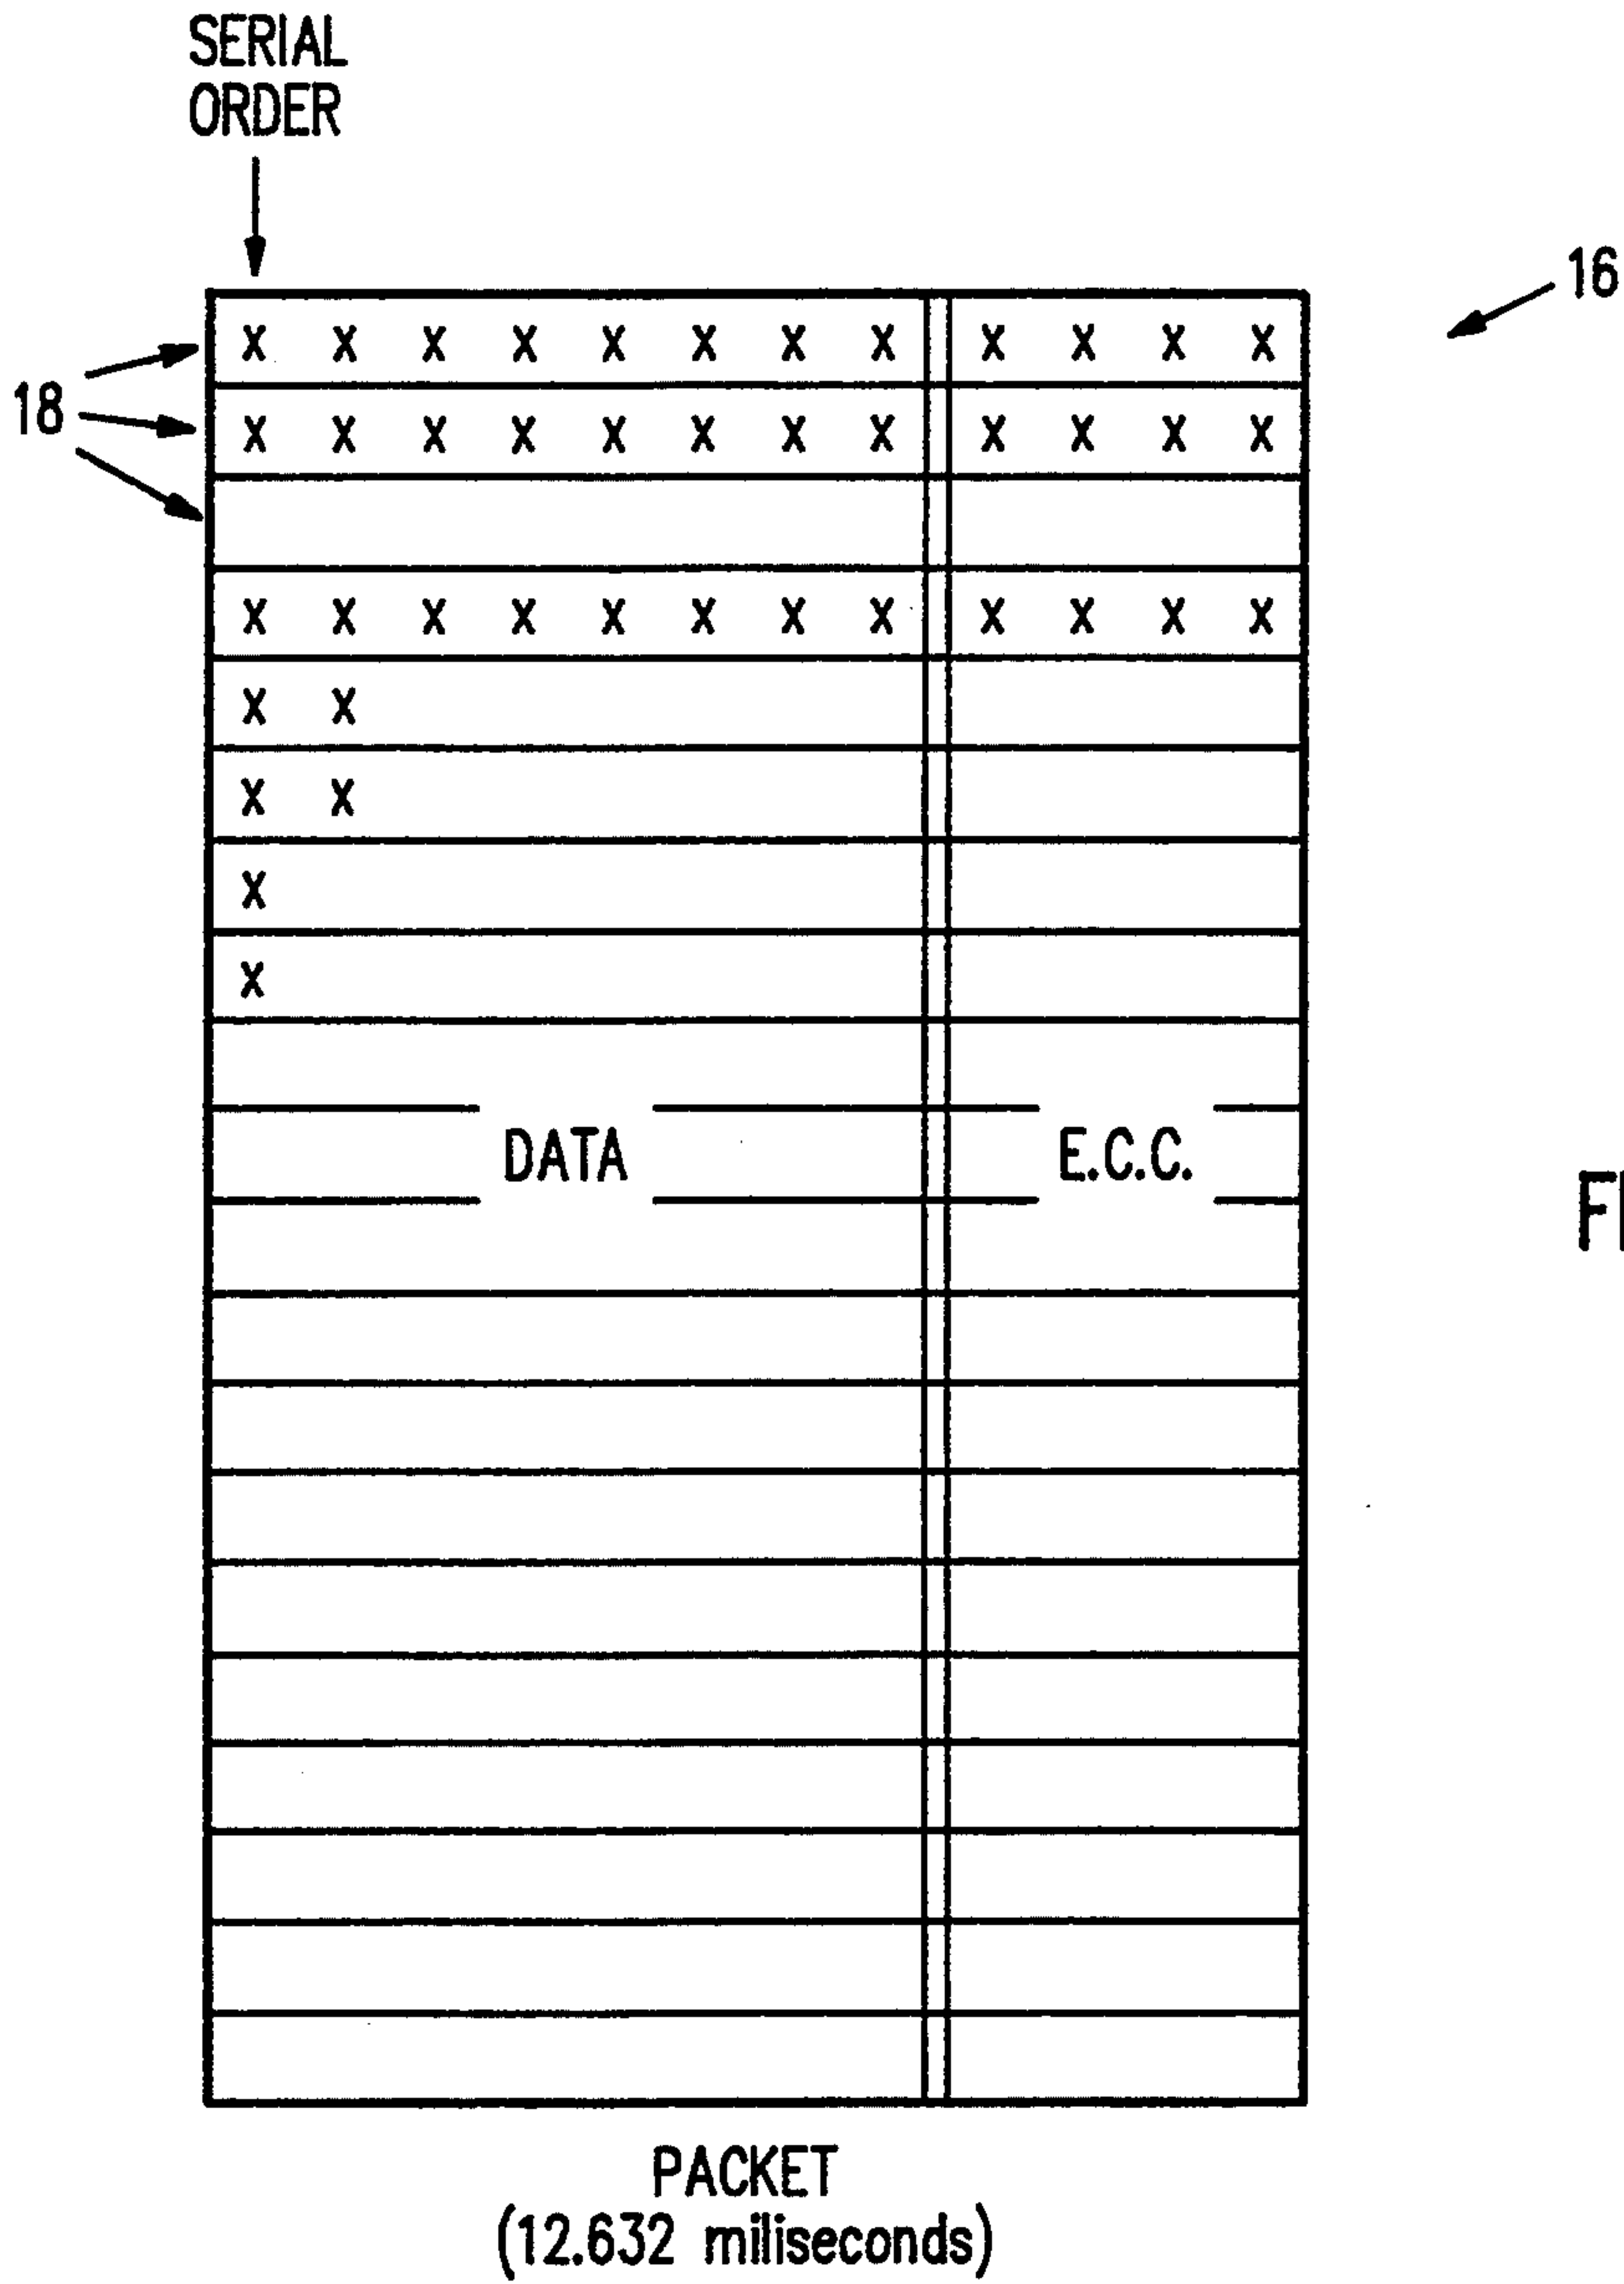 SERIAL
ORDER
16
18
X X X X X X X X X X X X
X X X X X X X X X X X X
X X X X X X X X X X X X
X X
X X
X
X
DATA E.C.C.
PACKET
(12.632 miliseconds)